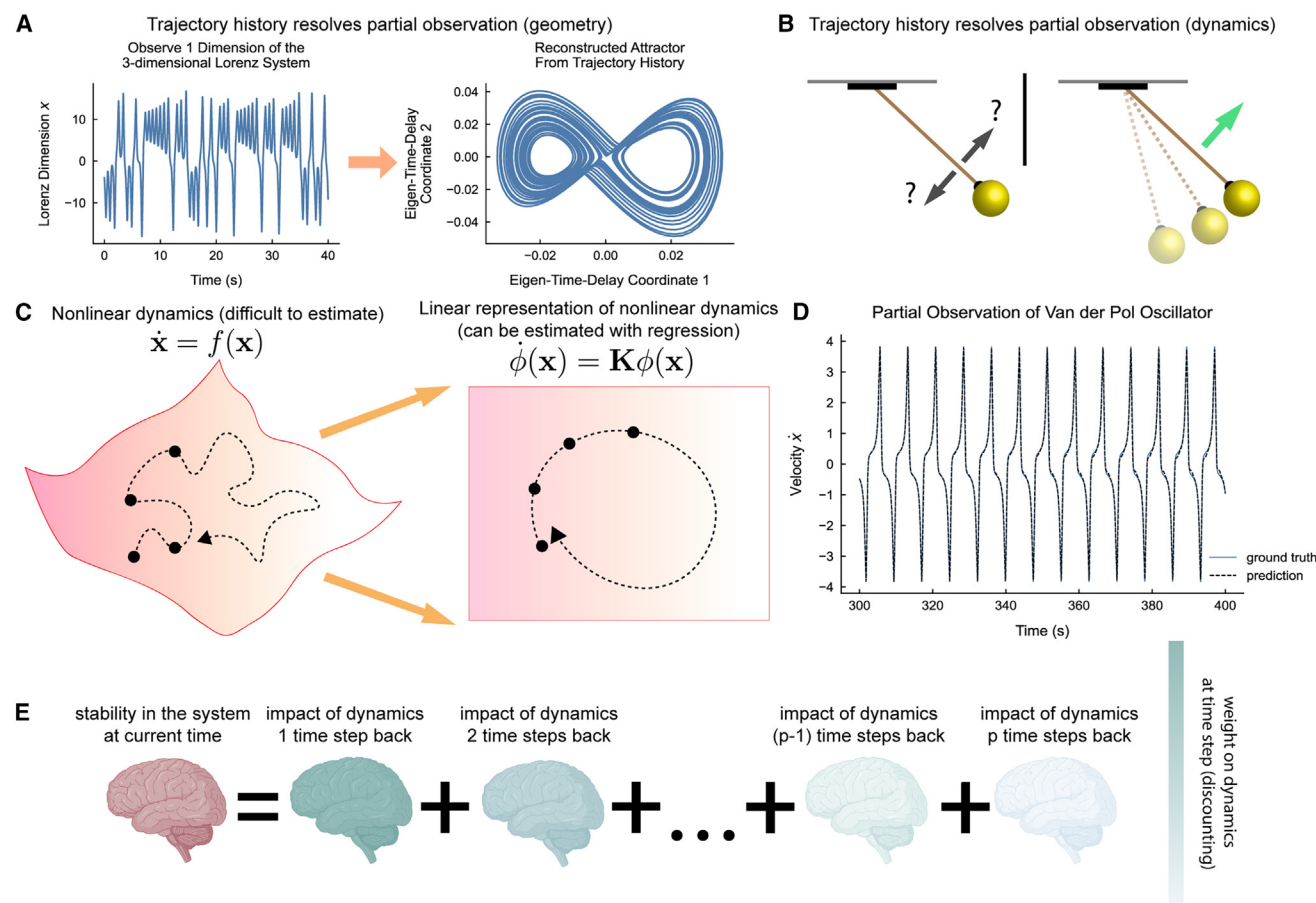 A
Trajectory history resolves partial observation (geometry)
Observe 1 Dimension of the
3-dimensional Lorenz System
Lorenz Dimension x
10
0
−10
0
10
20
30
40
Time (s)
Reconstructed Attractor
From Trajectory History
Eigen-Time-Delay
Coordinate 2
0.04
0.02
0.00
−0.02
−0.04
−0.02
0.00
0.02
Eigen-Time-Delay Coordinate 1
B
Trajectory history resolves partial observation (dynamics)
?
?
C
Nonlinear dynamics (difficult to estimate)
ẋ = f(x)
Linear representation of nonlinear dynamics
(can be estimated with regression)
ϕ̇(x) = Kϕ(x)
D
Partial Observation of Van der Pol Oscillator
Velocity ẋ
4
3
2
1
0
−1
−2
−3
−4
300
320
340
360
380
400
Time (s)
ground truth
prediction
E
stability in the system
at current time
=
impact of dynamics
1 time step back
+
impact of dynamics
2 time steps back
+
...
+
impact of dynamics
(p-1) time steps back
+
impact of dynamics
p time steps back
weight on dynamics
at time step (discounting)